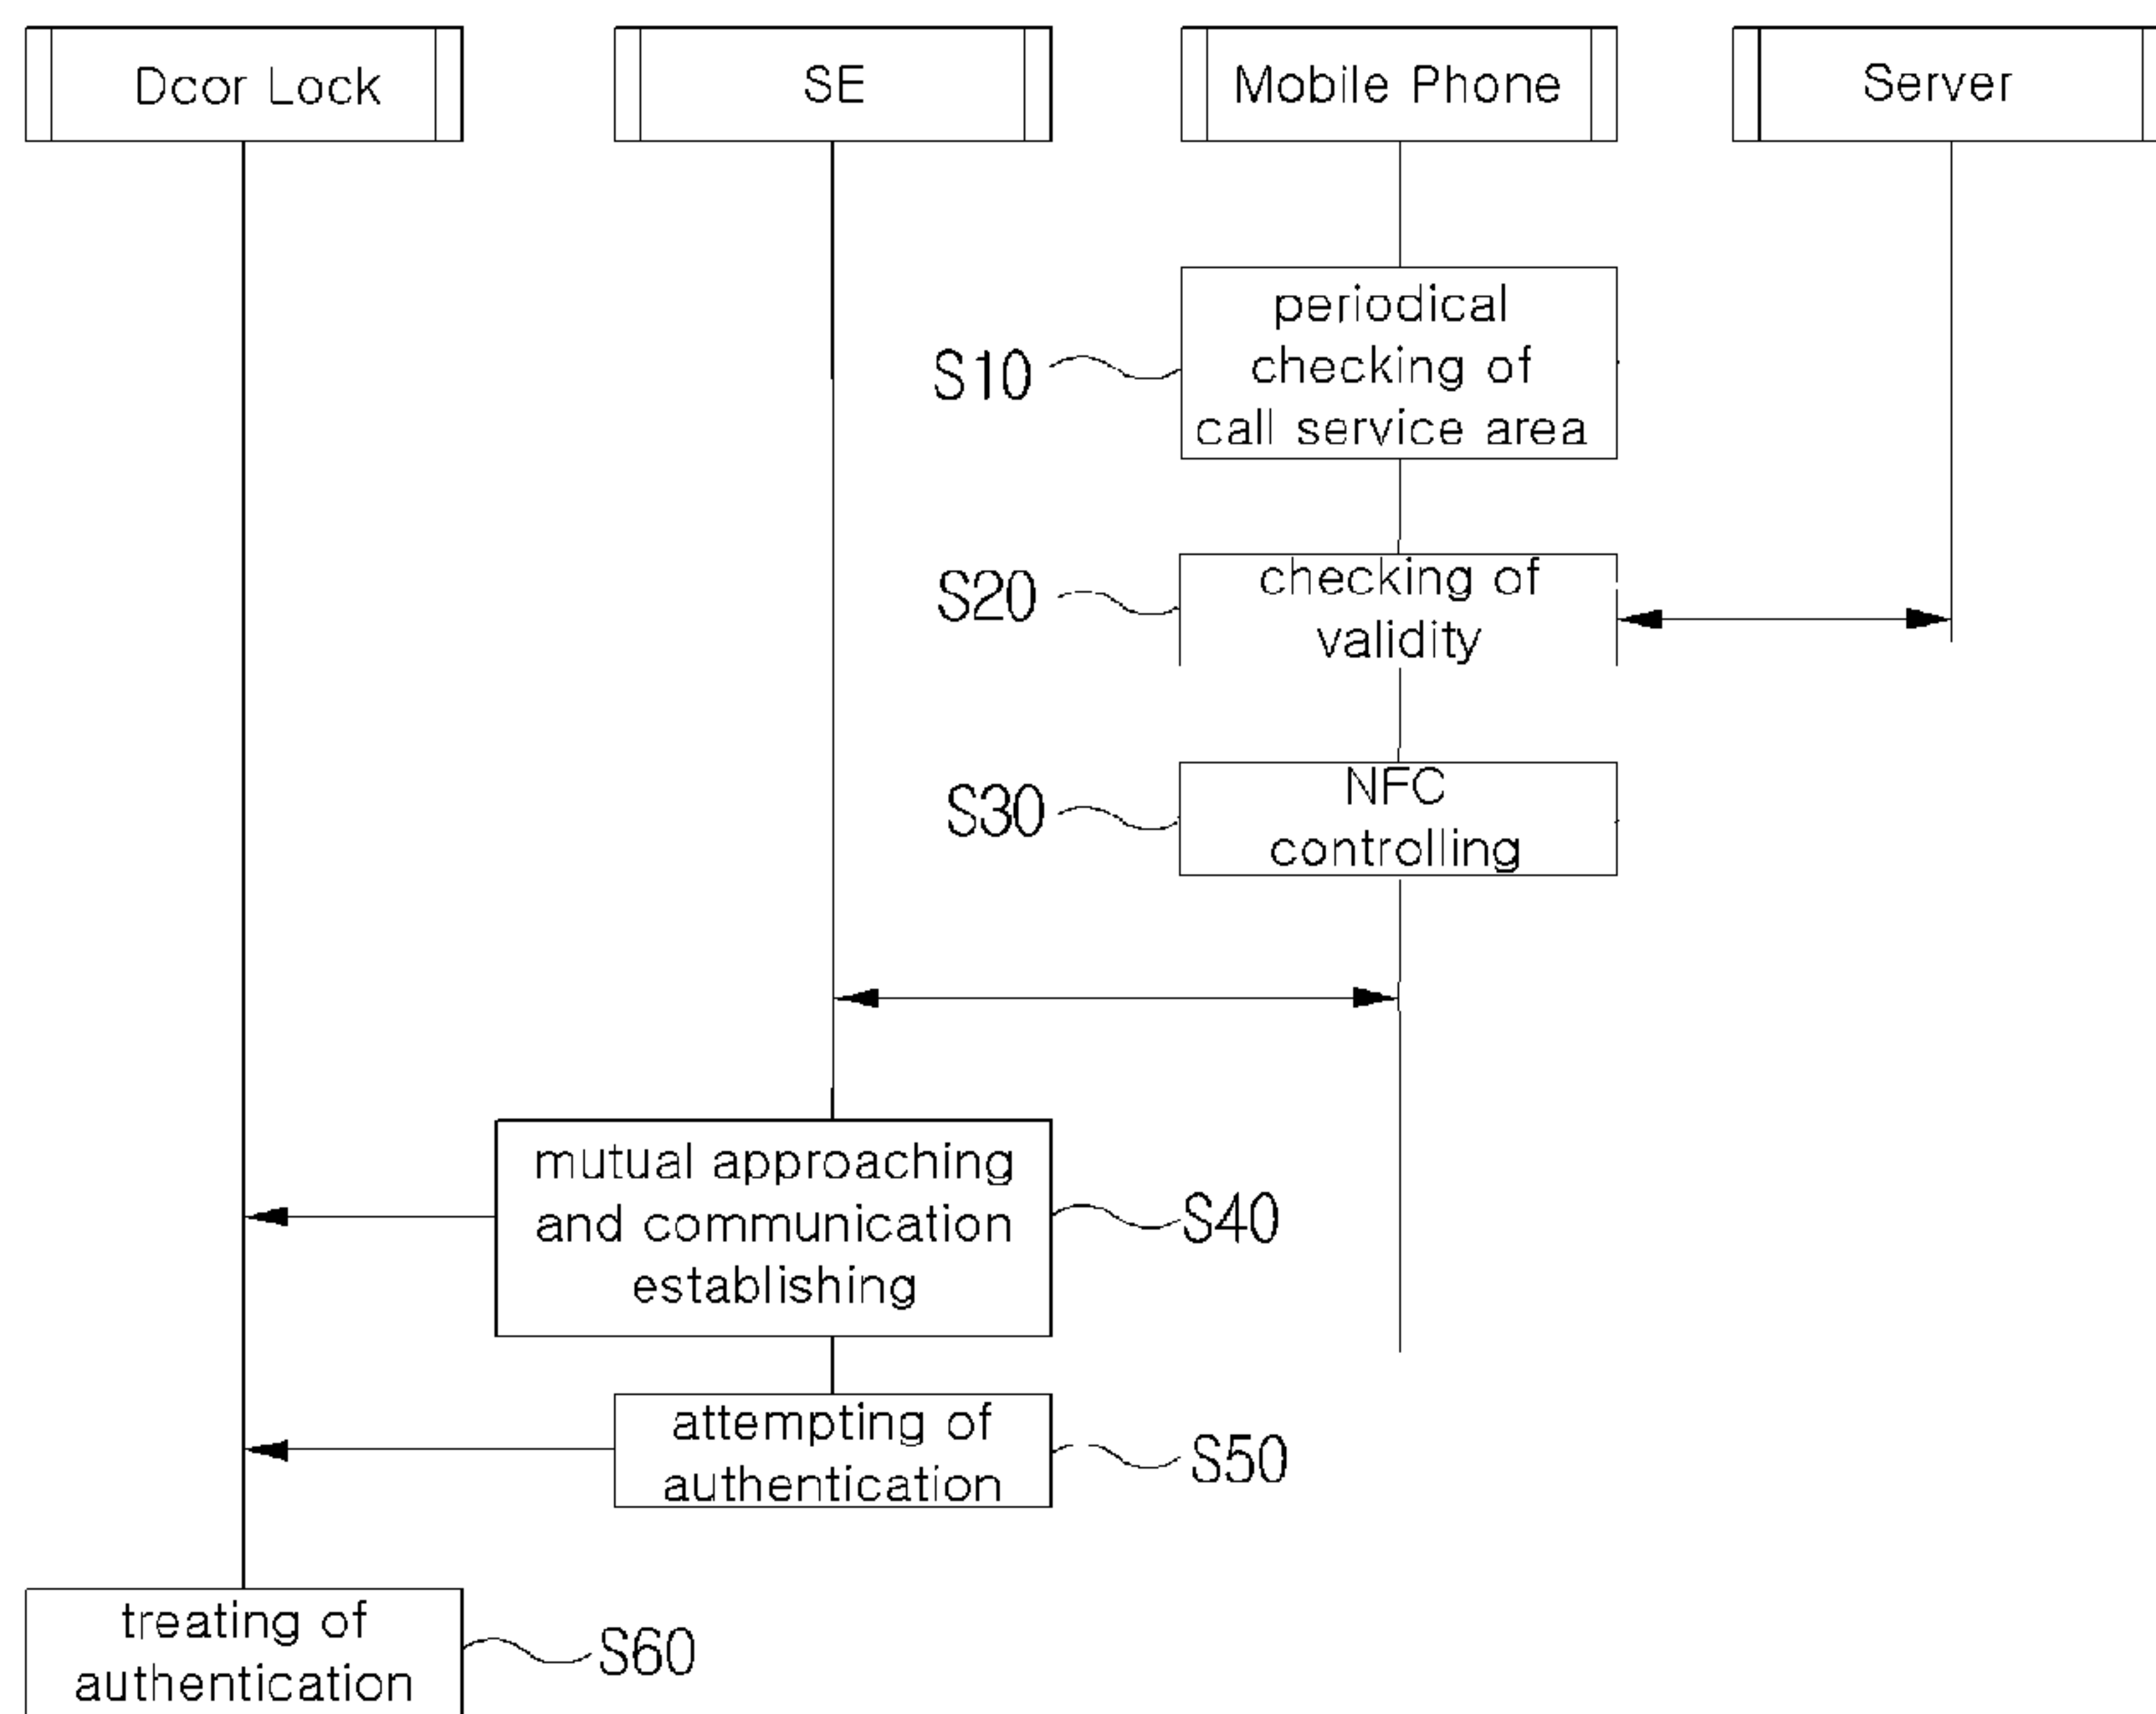 Dcor Lock
SE
Mobile Phone
Server
periodical
checking of
call service area
S10
checking of
validity
S20
NFC
controlling
S30
mutual approaching
and communication
establishing
S40
attempting of
authentication
S50
treating of
authentication
S60